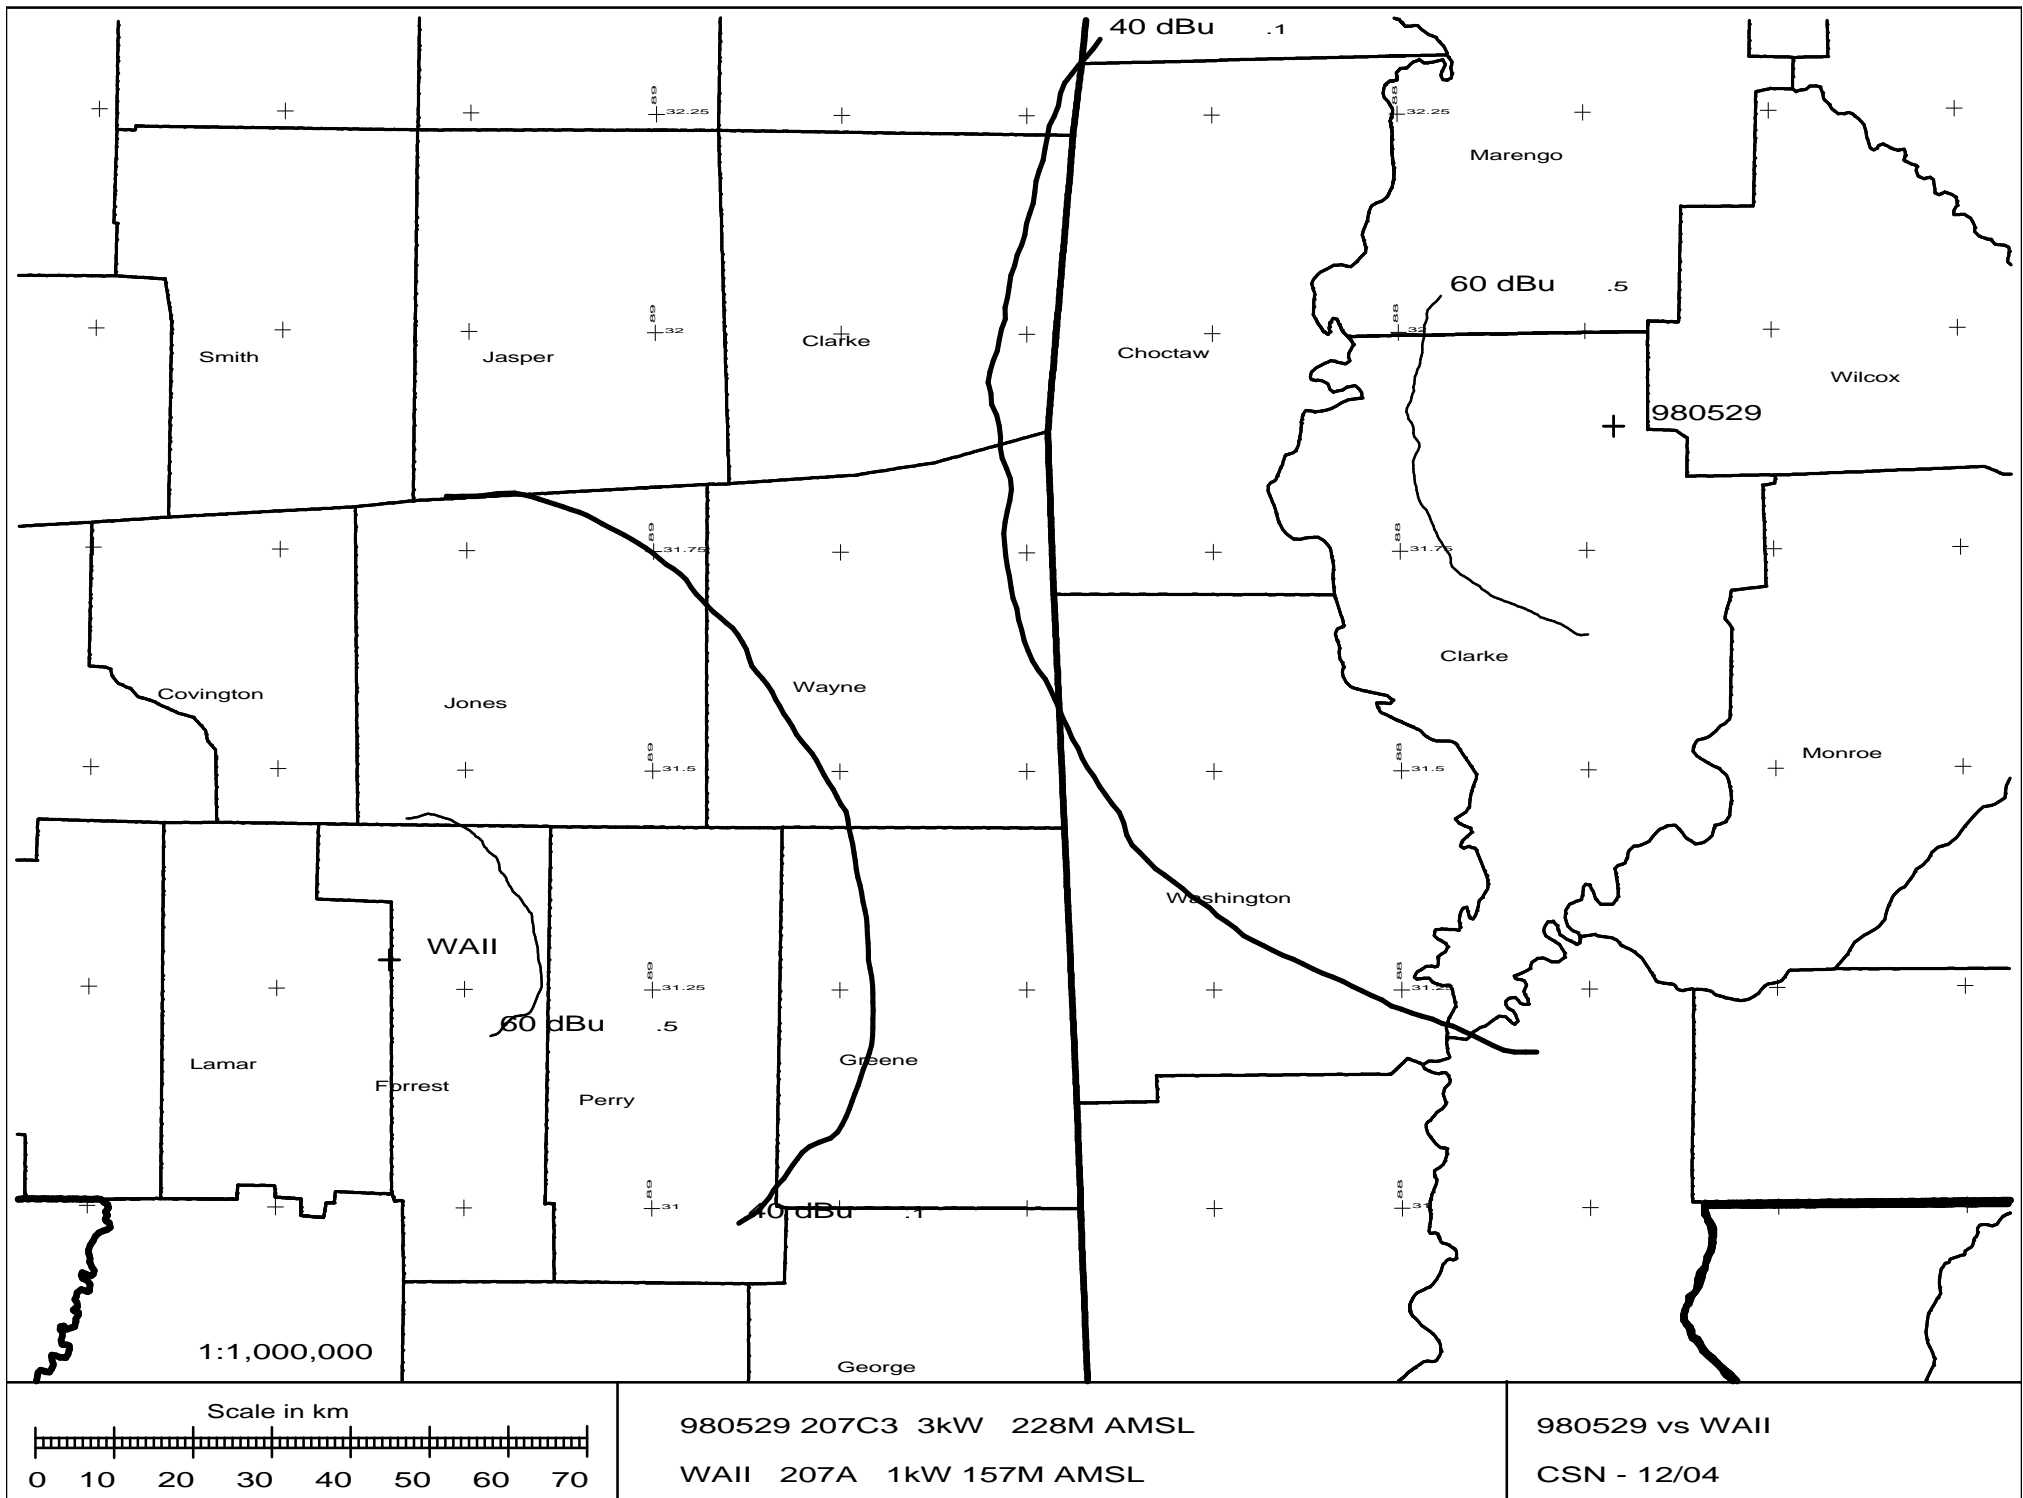 40 dBu .1
89 32.25
88 32.25
Marengo
60 dBu .5
89 32
88 32
Smith
Jasper
Clarke
Choctaw
Wilcox
980529
89 31.75
88 31.75
Clarke
Covington
Jones
Wayne
Monroe
89 31.5
88 31.5
Washington
WAII
89 31.25
88 31.25
60 dBu .5
Lamar
Forrest
Perry
Greene
89 31
88 31
40 dBu .1
1:1,000,000
George
Scale in km
0 10 20 30 40 50 60 70
980529 207C3 3kW 228M AMSL
WAII 207A 1kW 157M AMSL
980529 vs WAII
CSN - 12/04